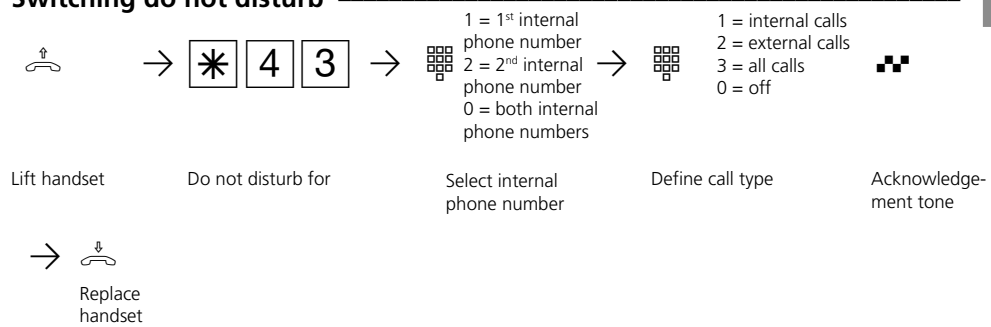 Switching do not disturb
* 4 3
1 = 1st internal
phone number
2 = 2nd internal
phone number
0 = both internal
phone numbers
1 = internal calls
2 = external calls
3 = all calls
0 = off
Lift handset
Do not disturb for
Select internal
phone number
Define call type
Acknowledge-
ment tone
Replace
handset